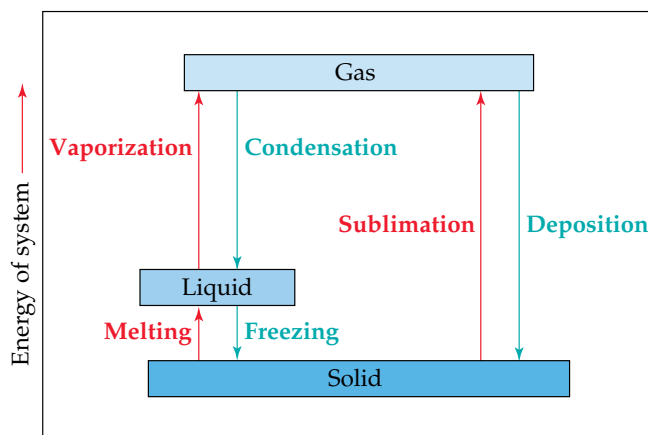 Gas
Vaporization
Condensation
Sublimation
Deposition
Energy of system
Liquid
Melting
Freezing
Solid